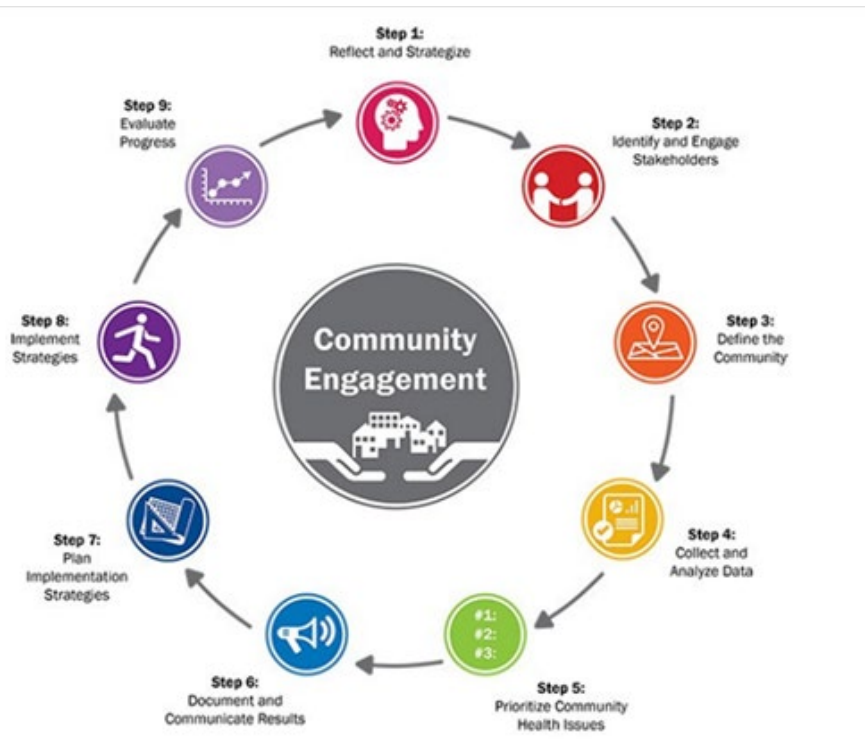 Step 1:
Reflect and Strategize
Step 2:
Identify and Engage
Stakeholders
Step 3:
Define the
Community
Step 4:
Collect and
Analyze Data
Step 5:
Prioritize Community
Health Issues
#1:
#2:
#3:
Step 6:
Document and
Communicate Results
Step 7:
Plan
Implementation
Strategies
Step 8:
Implement
Strategies
Step 9:
Evaluate
Progress
Community
Engagement